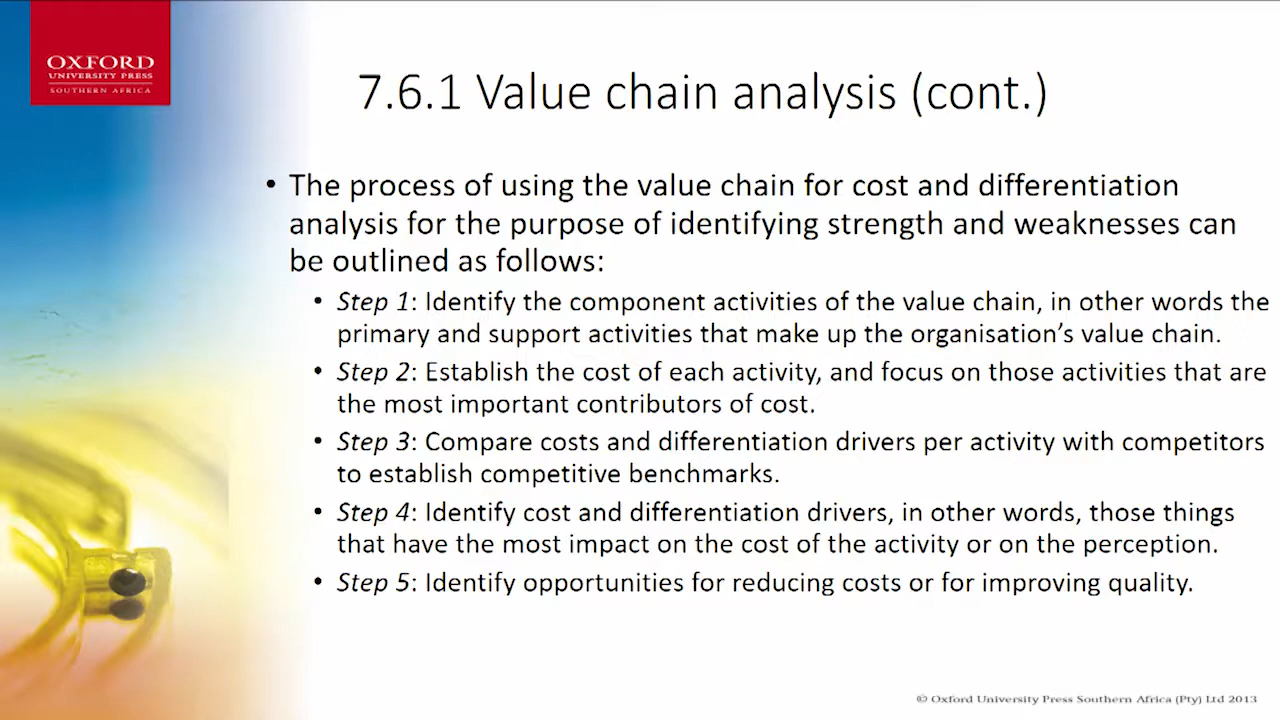 OXFORD
UNIVERSITY PRESS
SOUTHERN AFRICA
7.6.1 Value chain analysis (cont.)
• The process of using the value chain for cost and differentiation
analysis for the purpose of identifying strength and weaknesses can
be outlined as follows:
• Step 1: Identify the component activities of the value chain, in other words the
primary and support activities that make up the organisation’s value chain.
• Step 2: Establish the cost of each activity, and focus on those activities that are
the most important contributors of cost.
• Step 3: Compare costs and differentiation drivers per activity with competitors
to establish competitive benchmarks.
• Step 4: Identify cost and differentiation drivers, in other words, those things
that have the most impact on the cost of the activity or on the perception.
• Step 5: Identify opportunities for reducing costs or for improving quality.
© Oxford University Press Southern Africa (Pty) Ltd 2013